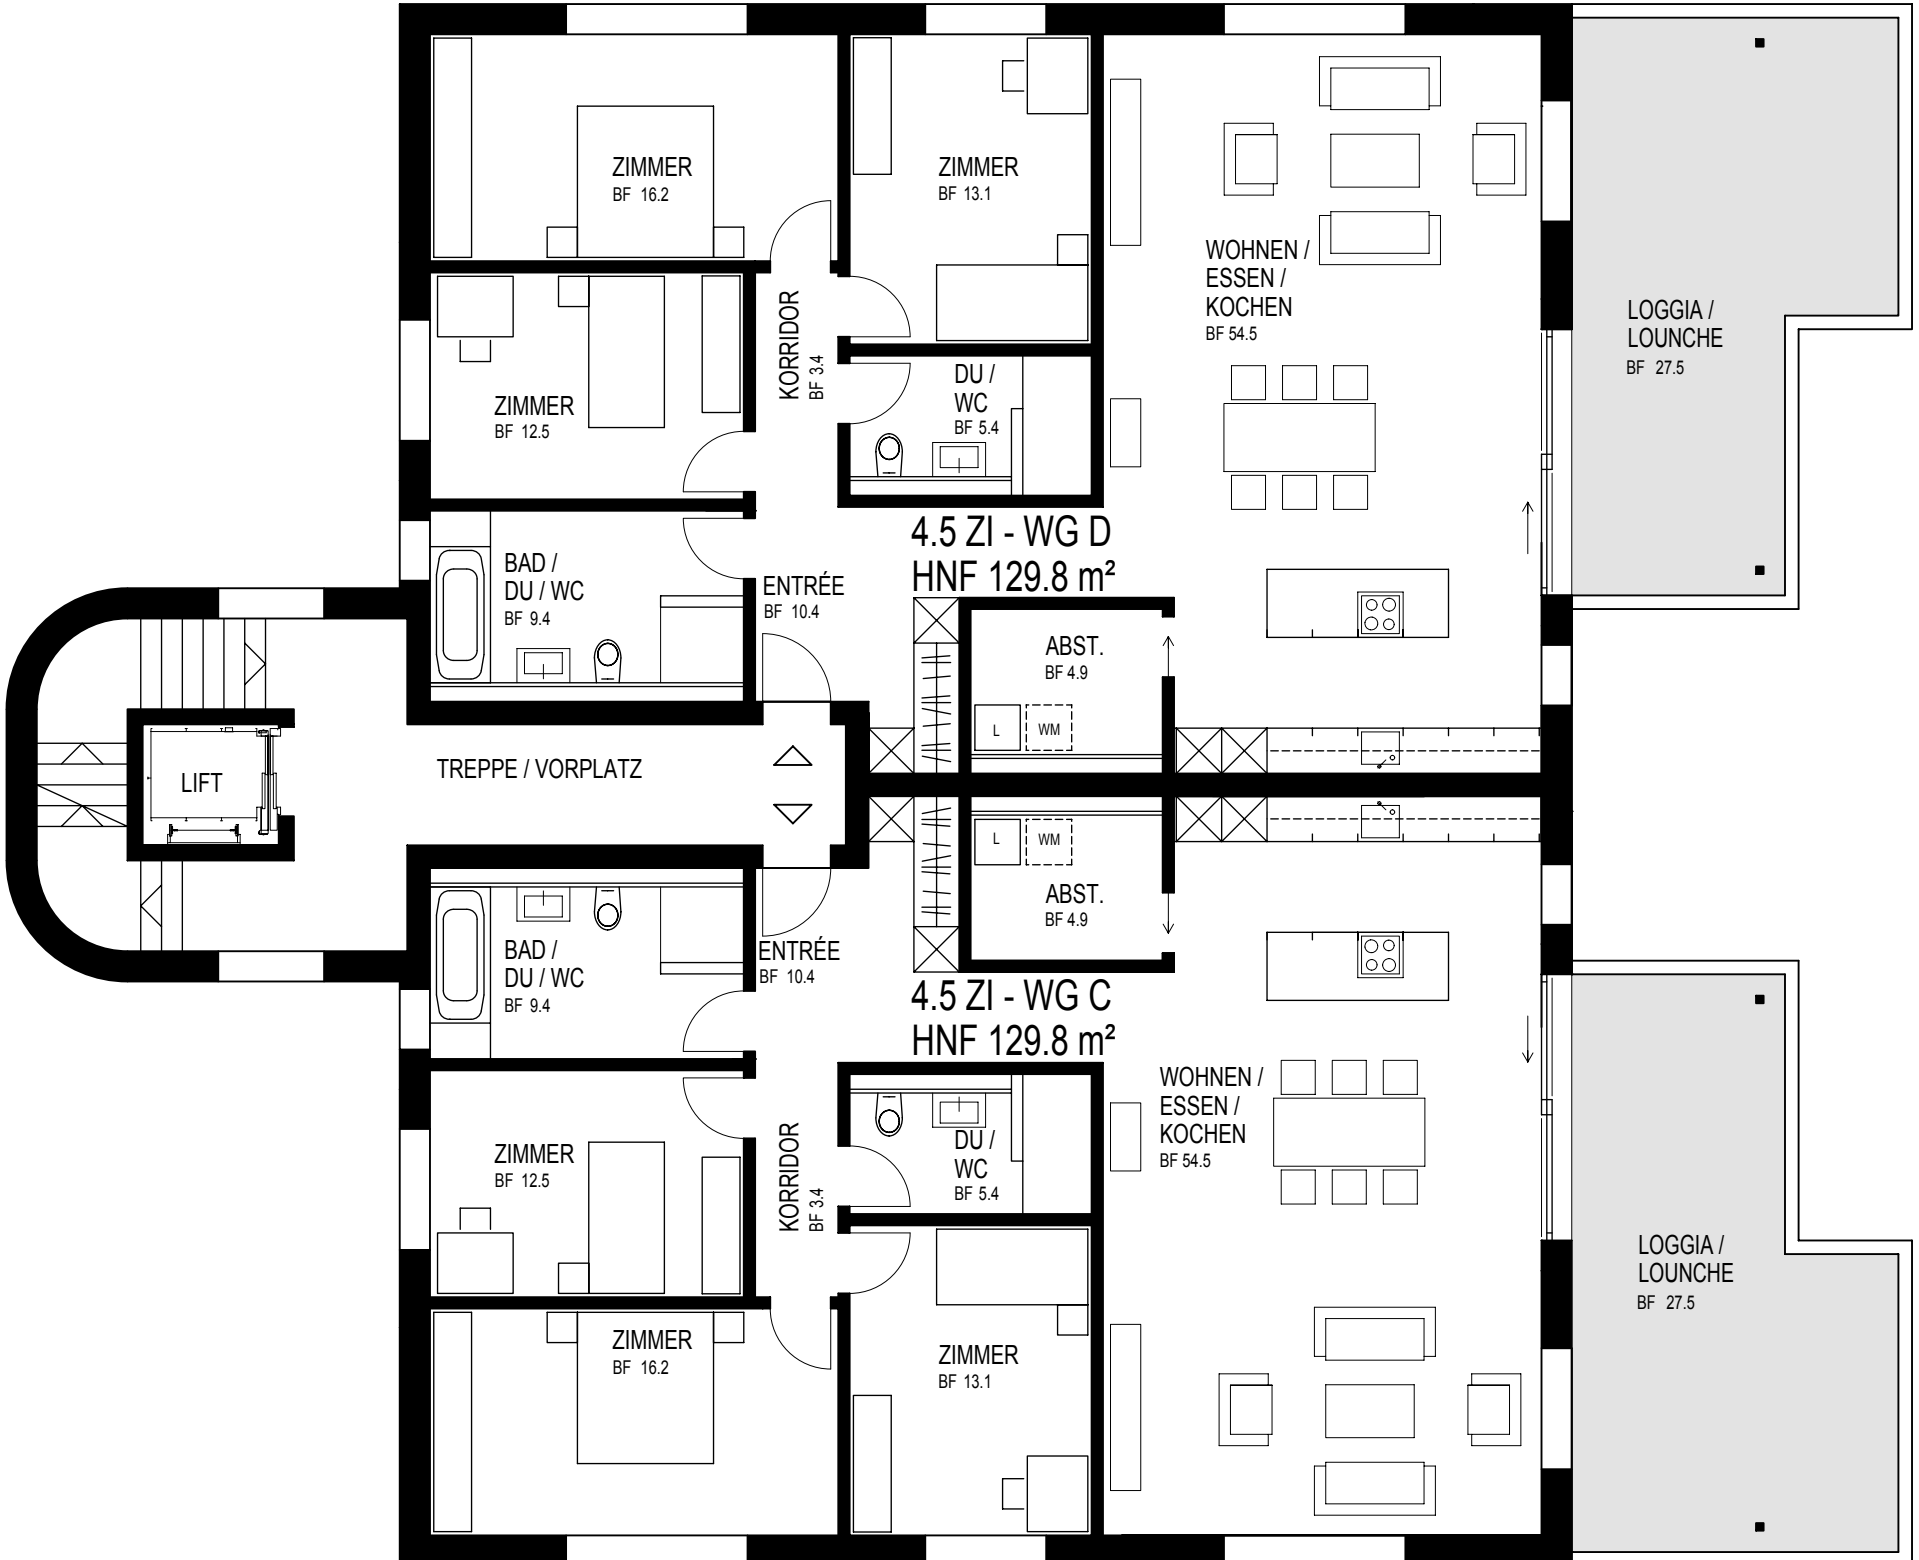 ZIMMER
BF 16.2
ZIMMER
BF 13.1
WOHNEN /
ESSEN /
KOCHEN
BF 54.5
LOGGIA /
LOUNCHE
BF 27.5
KORRIDOR
BF 3.4
ZIMMER
BF 12.5
DU /
WC
BF 5.4
4.5 ZI - WG D
HNF 129.8 m²
BAD /
DU / WC
BF 9.4
ENTRÉE
BF 10.4
ABST.
BF 4.9
L
WM
LIFT
TREPPE / VORPLATZ
L
WM
ABST.
BF 4.9
BAD /
DU / WC
BF 9.4
ENTRÉE
BF 10.4
4.5 ZI - WG C
HNF 129.8 m²
WOHNEN /
ESSEN /
KOCHEN
BF 54.5
ZIMMER
BF 12.5
KORRIDOR
BF 3.4
DU /
WC
BF 5.4
LOGGIA /
LOUNCHE
BF 27.5
ZIMMER
BF 16.2
ZIMMER
BF 13.1